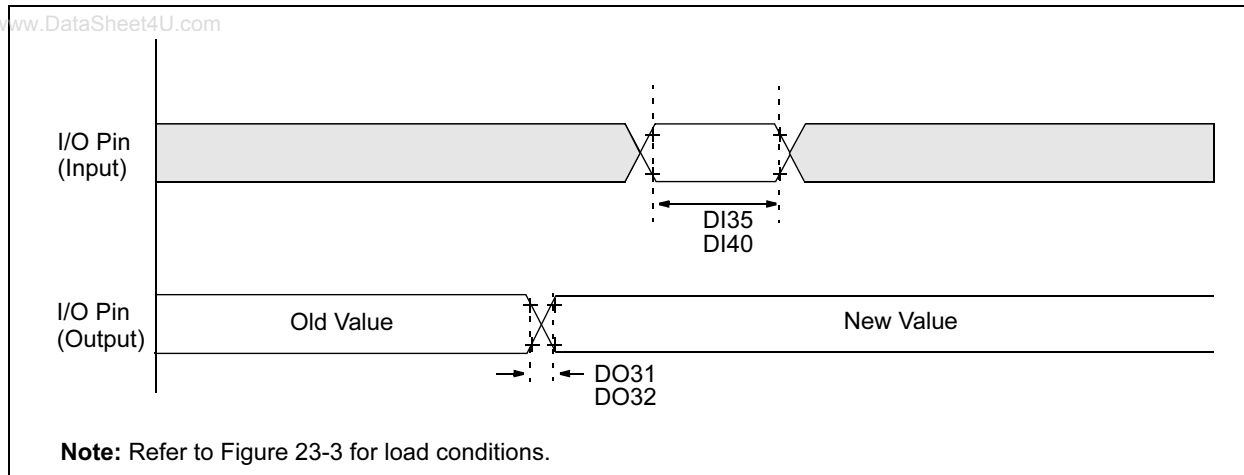 www.DataSheet4U.com
I/O Pin
(Input)
DI35
DI40
I/O Pin
(Output)
Old Value
New Value
DO31
DO32
Note: Refer to Figure 23-3 for load conditions.